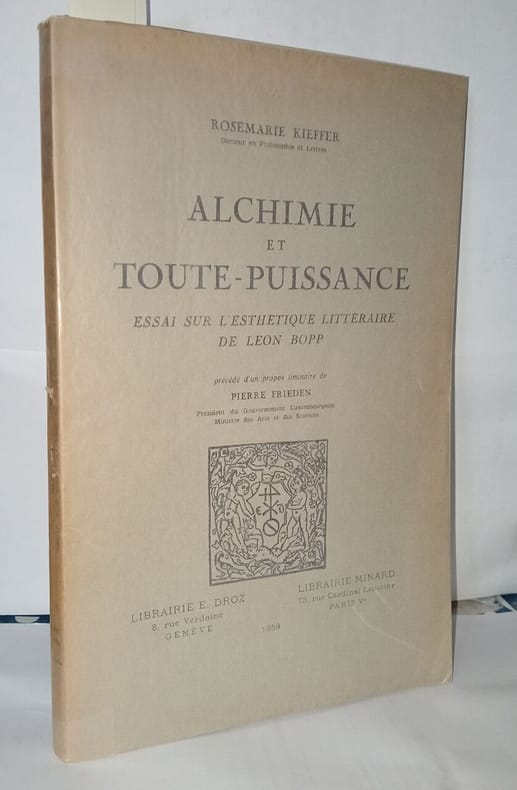 ROSEMARIE KIEFFER
Docteur en Philosophie et Lettres
ALCHIMIE
ET
TOUTE-PUISSANCE
ESSAI SUR L'ESTHETIQUE LITTERAIRE
DE LEON BOPP
précédé d'un propos liminaire de
PIERRE FRIEDEN
Président du Gouvernement Luxembourgeois
Ministre des Arts et des Sciences
E D
LIBRAIRIE E. DROZ
8, rue Verdaine
GENÈVE
1959
LIBRAIRIE MINARD
73, rue Cardinal Lemoine
PARIS Vᵉ